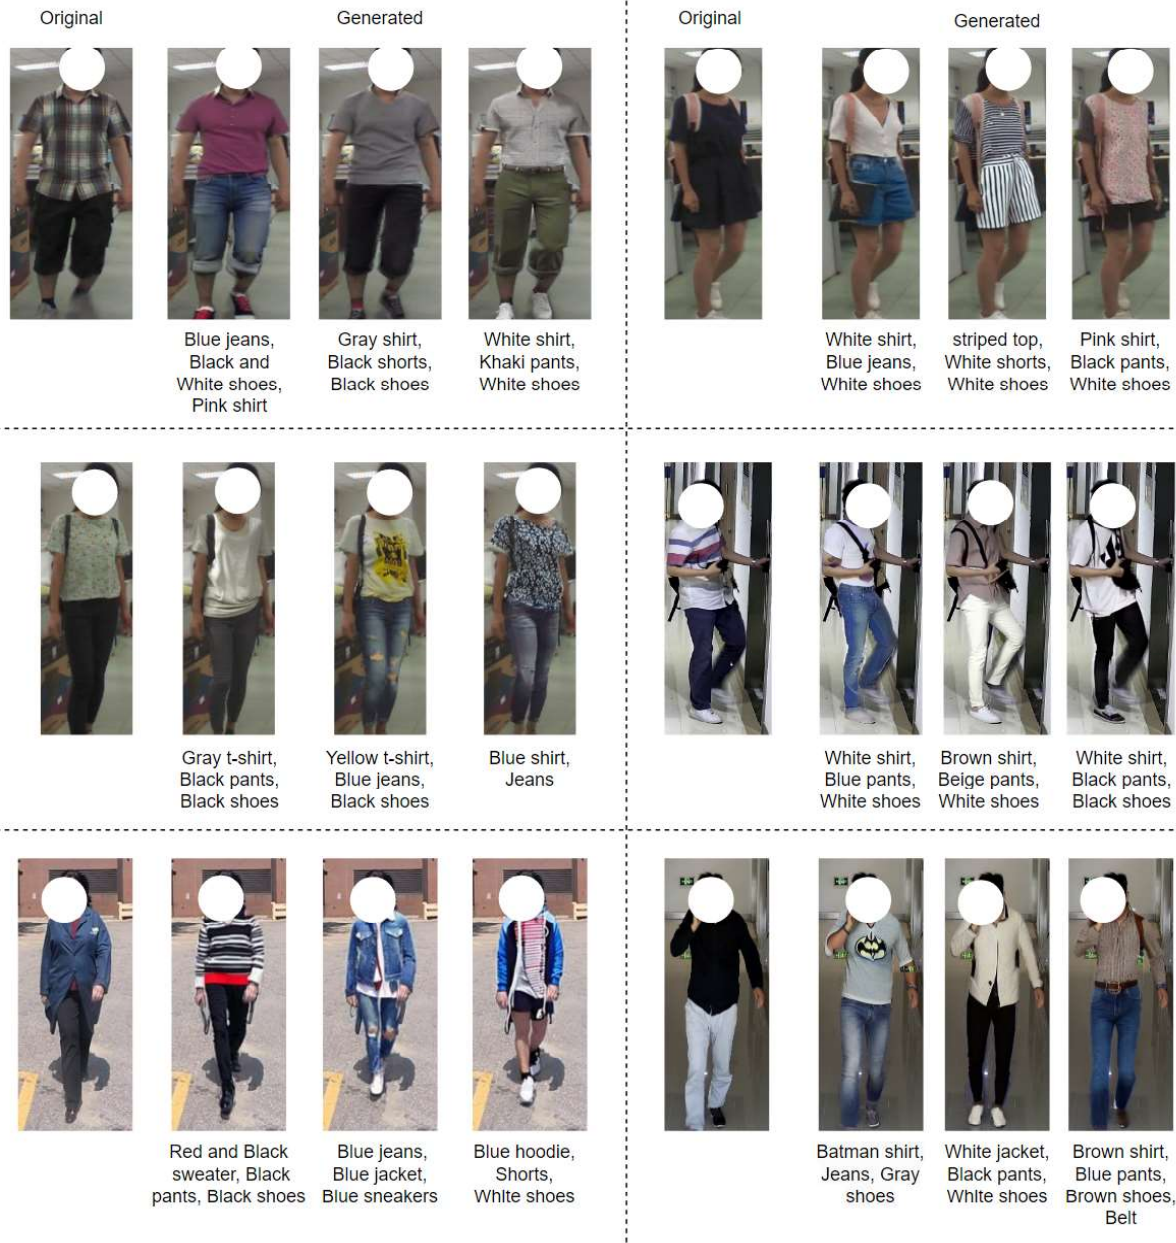 Original
Generated
Original
Generated
Blue jeans,
Black and
White shoes,
Pink shirt
Gray shirt,
Black shorts,
Black shoes
White shirt,
Khaki pants,
White shoes
White shirt,
Blue jeans,
White shoes
striped top,
White shorts,
White shoes
Pink shirt,
Black pants,
White shoes
Gray t-shirt,
Black pants,
Black shoes
Yellow t-shirt,
Blue jeans,
Black shoes
Blue shirt,
Jeans
White shirt,
Blue pants,
White shoes
Brown shirt,
Beige pants,
White shoes
White shirt,
Black pants,
Black shoes
Red and Black
sweater, Black
pants, Black shoes
Blue jeans,
Blue jacket,
Blue sneakers
Blue hoodie,
Shorts,
White shoes
Batman shirt,
Jeans, Gray
shoes
White jacket,
Black pants,
White shoes
Brown shirt,
Blue pants,
Brown shoes,
Belt